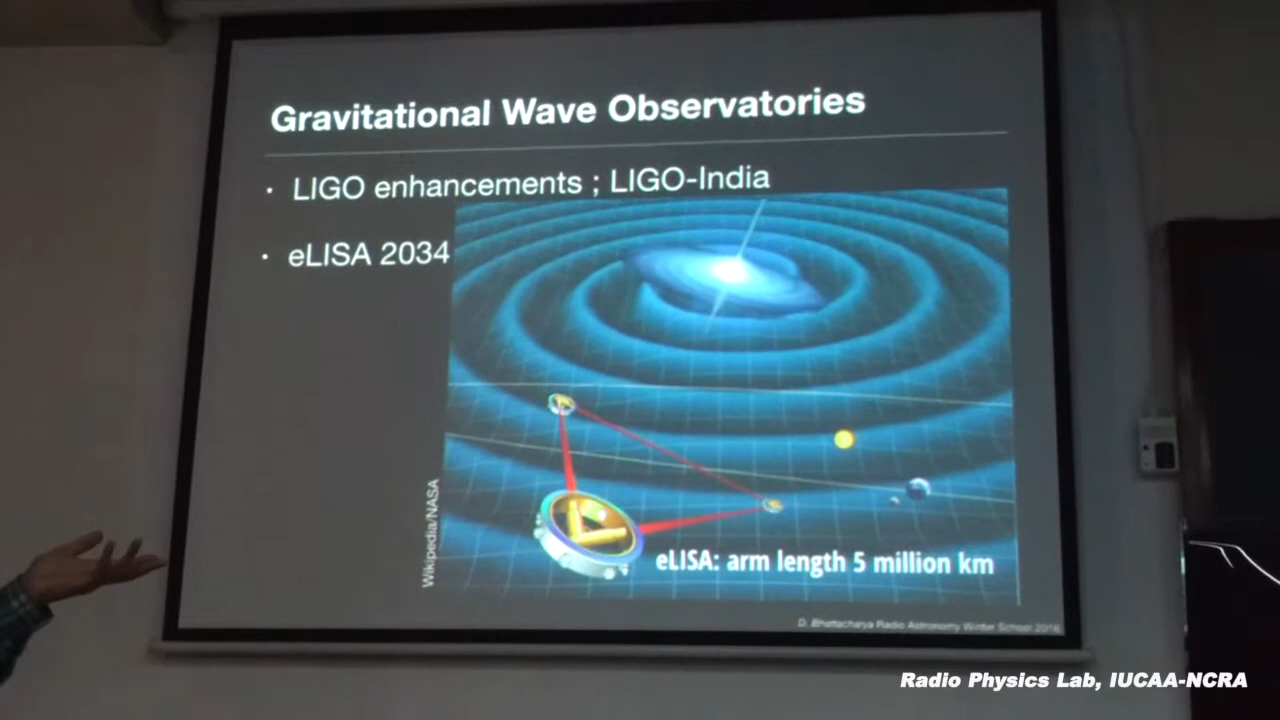 Gravitational Wave Observatories
· LIGO enhancements ; LIGO-India
· eLISA 2034
Wikipedia/NASA
eLISA: arm length 5 million km
D. Bhattacharya Radio Astronomy Winter School 2016
Radio Physics Lab, IUCAA-NCRA